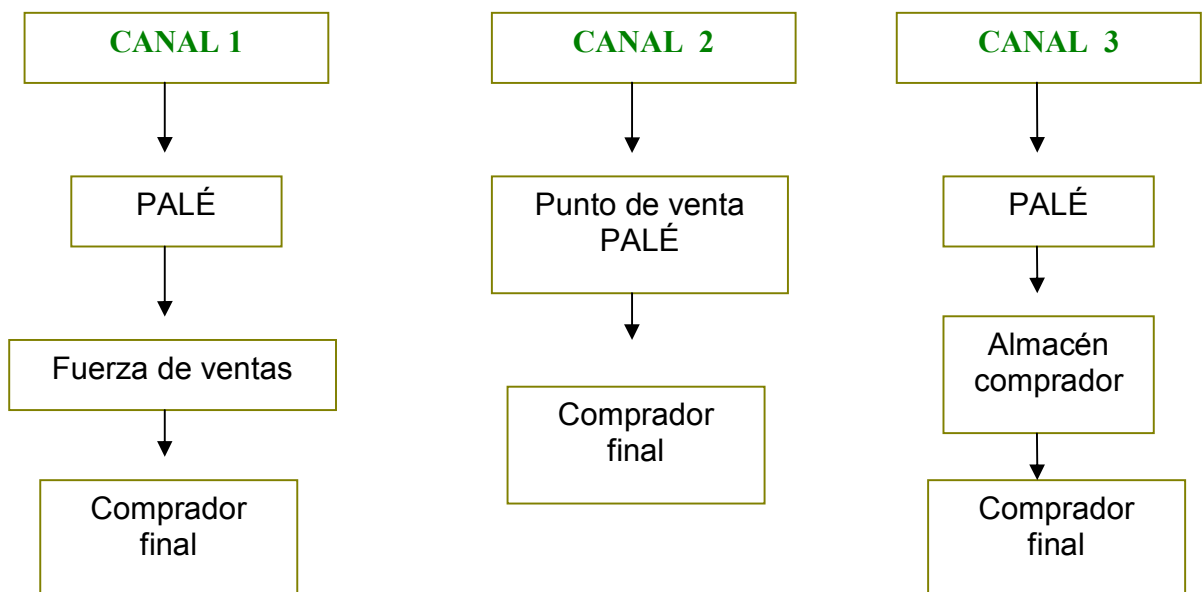 CANAL 1
PALÉ
Fuerza de ventas
Comprador
final
CANAL 2
Punto de venta
PALÉ
Comprador
final
CANAL 3
PALÉ
Almacén
comprador
Comprador
final